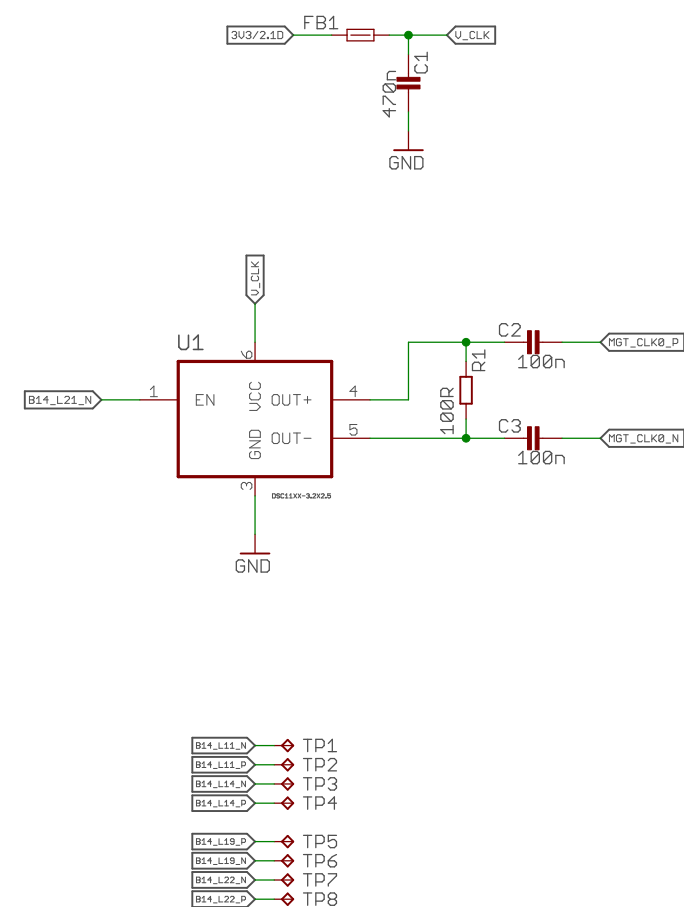 FB1
3V3/2.1D
V_CLK
C1
470n
GND
V_CLK
U1
6
1
B14_L21_N
EN
VCC
OUT+
4
GND
OUT-
5
3
DSC11XX-3.2X2.5
GND
C2
100n
MGT_CLK0_P
R1
100R
C3
100n
MGT_CLK0_N
B14_L11_N TP1
B14_L11_P TP2
B14_L14_N TP3
B14_L14_P TP4
B14_L19_P TP5
B14_L19_N TP6
B14_L22_N TP7
B14_L22_P TP8